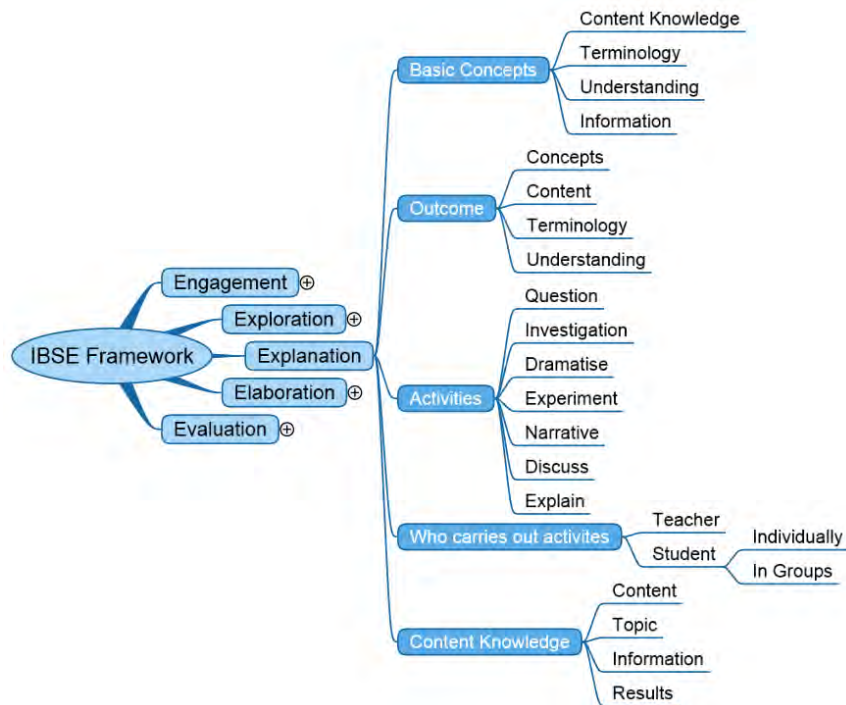 IBSE Framework
Engagement
Exploration
Explanation
Elaboration
Evaluation
Basic Concepts
Content Knowledge
Terminology
Understanding
Information
Outcome
Concepts
Content
Terminology
Understanding
Activities
Question
Investigation
Dramatise
Experiment
Narrative
Discuss
Explain
Who carries out activites
Teacher
Student
Individually
In Groups
Content Knowledge
Content
Topic
Information
Results